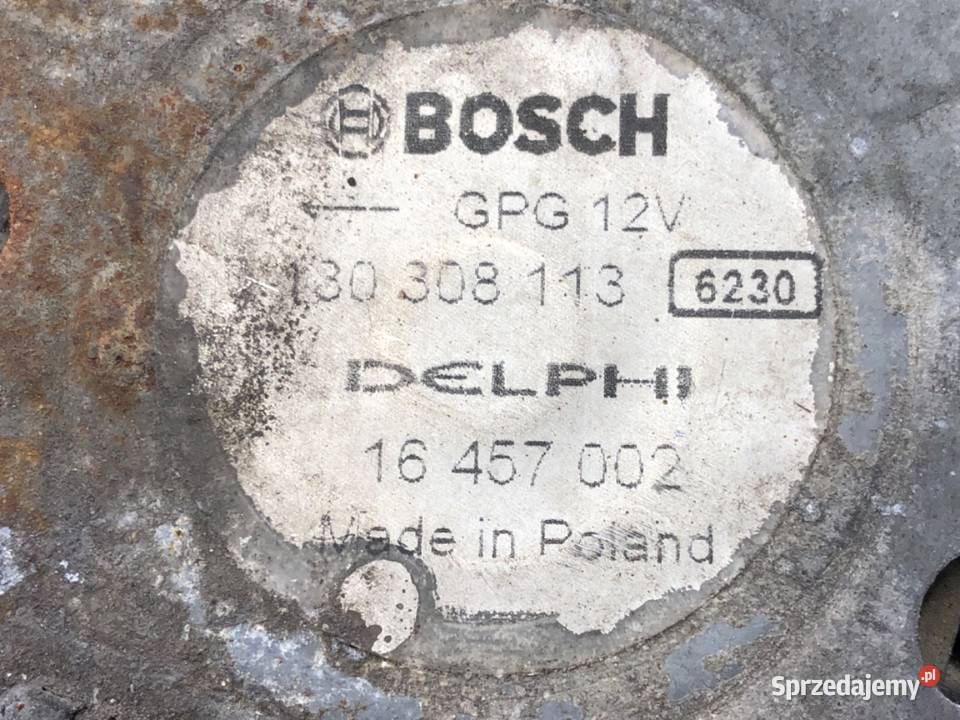 BOSCH
GPG 12V
130 308 113 6230
DELPHI
16 457 002
Made in Poland
Sprzedajemy.pl